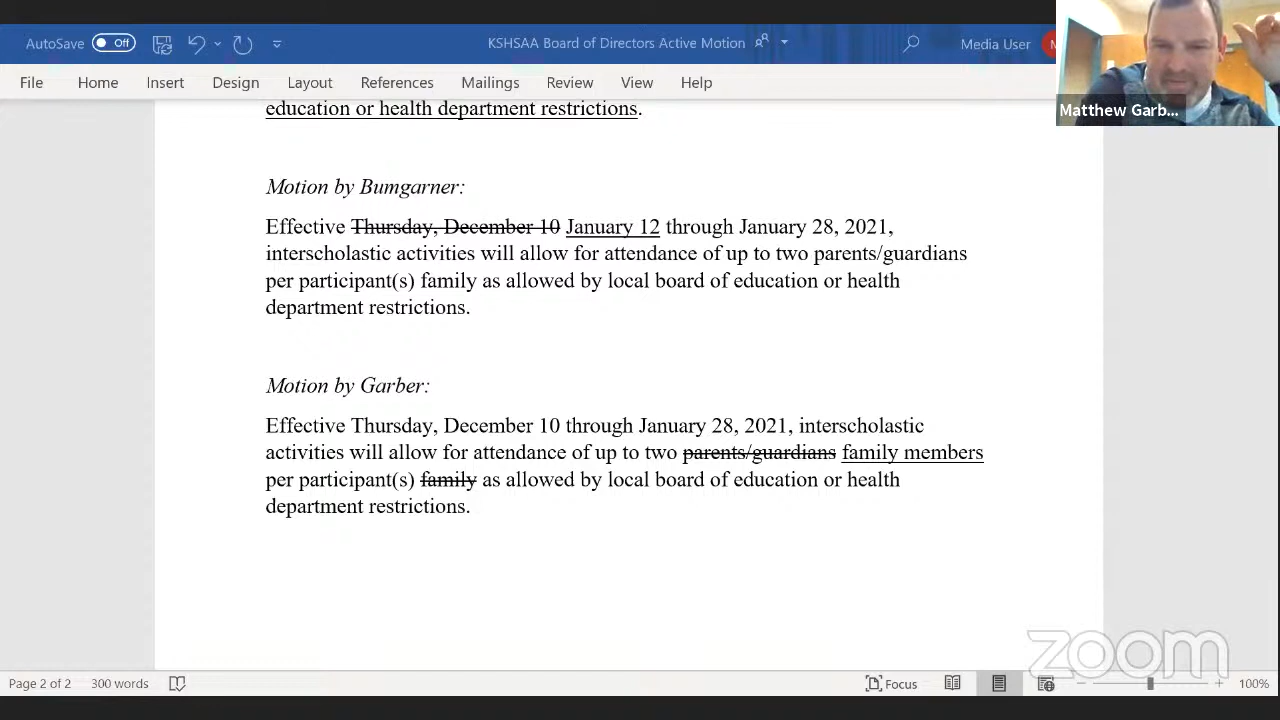 AutoSave Off KSHSAA Board of Directors Active Motion Media User
Matthew Garb...
File Home Insert Design Layout References Mailings Review View Help
education or health department restrictions.
Motion by Bumgarner:
Effective Thursday, December 10 January 12 through January 28, 2021,
interscholastic activities will allow for attendance of up to two parents/guardians
per participant(s) family as allowed by local board of education or health
department restrictions.
Motion by Garber:
Effective Thursday, December 10 through January 28, 2021, interscholastic
activities will allow for attendance of up to two parents/guardians family members
per participant(s) family as allowed by local board of education or health
department restrictions.
zoom
Page 2 of 2 300 words Focus 100%